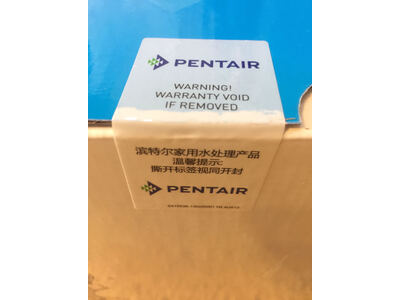 PENTAIR
WARNING!
WARRANTY VOID
IF REMOVED
滨特尔家用水处理产品
温馨提示:
撕开标签视同开封
PENTAIR